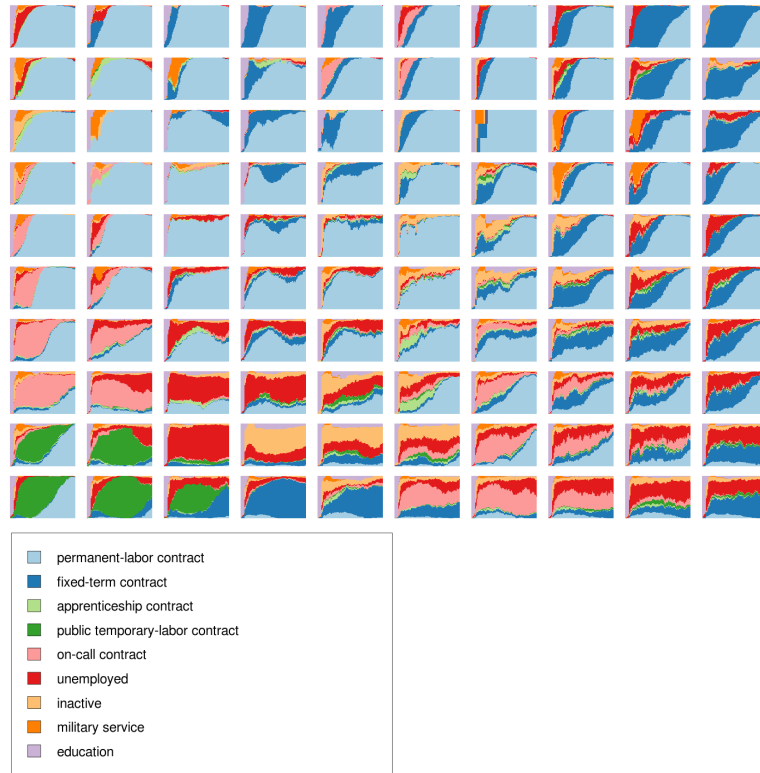 permanent-labor contract
fixed-term contract
apprenticeship contract
public temporary-labor contract
on-call contract
unemployed
inactive
military service
education